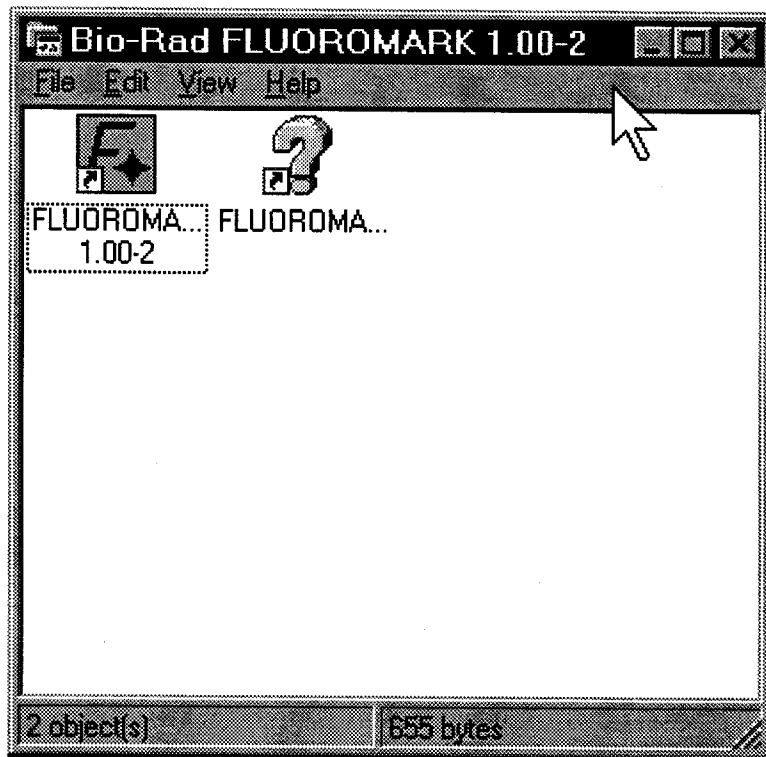 Bio-Rad FLUOROMARK 1.00-2
File Edit View Help
FLUOROMA... FLUOROMA...
1.00-2
2 object(s) 655 bytes